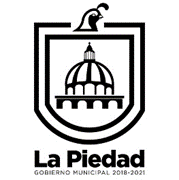 La Piedad
GOBIERNO MUNICIPAL 2018-2021